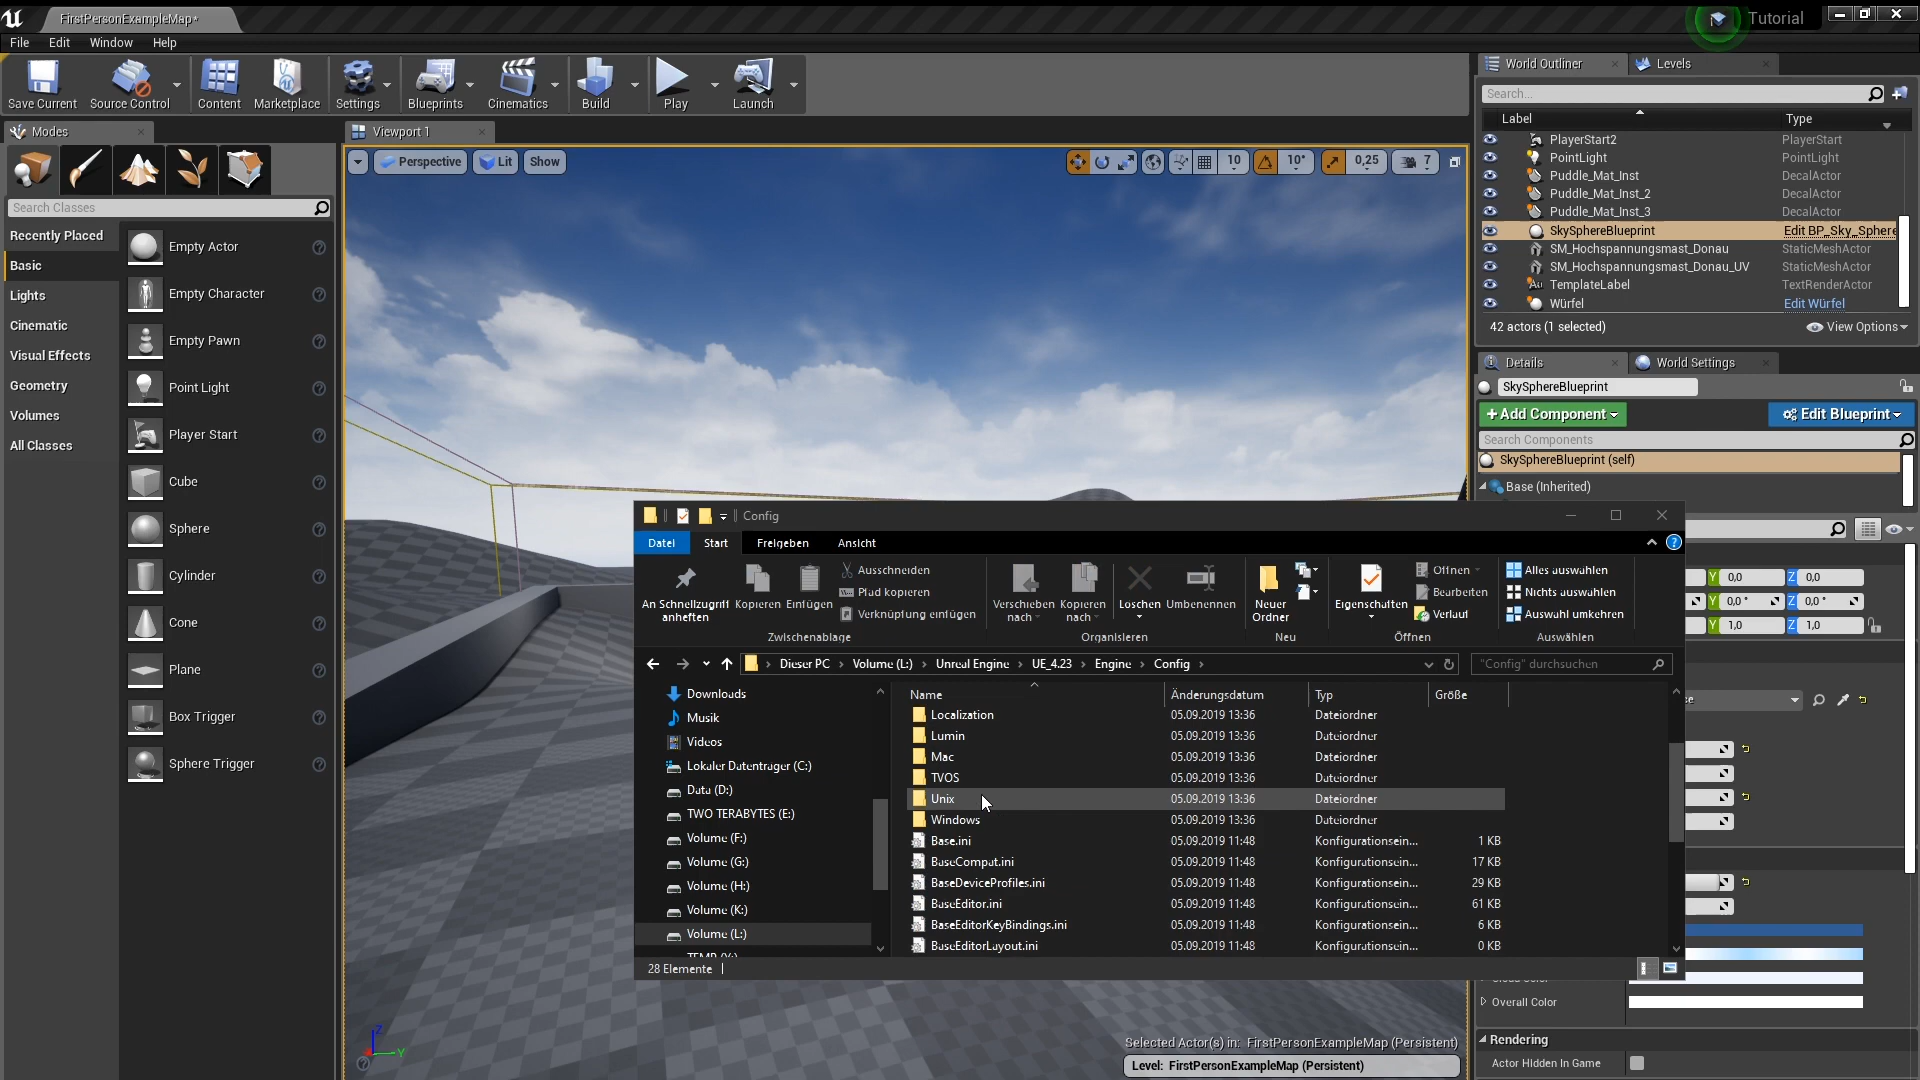 FirstPersonExampleMap*
Tutorial
File Edit Window Help
Save Current Source Control Content Marketplace Settings Blueprints Cinematics Build Play Launch
Modes
Viewport 1
Search Classes
Recently Placed
Basic
Lights
Cinematic
Visual Effects
Geometry
Volumes
All Classes
Empty Actor
Empty Character
Empty Pawn
Point Light
Player Start
Cube
Sphere
Cylinder
Cone
Plane
Box Trigger
Sphere Trigger
Perspective Lit Show
10 10° 0,25 7
World Outliner Levels
Search...
Label Type
PlayerStart2 PlayerStart
PointLight PointLight
Puddle_Mat_Inst DecalActor
Puddle_Mat_Inst_2 DecalActor
Puddle_Mat_Inst_3 DecalActor
SkySphereBlueprint Edit BP_Sky_Sphere
SM_Hochspannungsmast_Donau StaticMeshActor
SM_Hochspannungsmast_Donau_UV StaticMeshActor
TemplateLabel TextRenderActor
Würfel Edit Würfel
42 actors (1 selected) View Options
Details World Settings
SkySphereBlueprint
+Add Component Edit Blueprint
Search Components
SkySphereBlueprint (self)
Base (Inherited)
Y 0,0 Z 0,0
Y 0,0 ° Z 0,0 °
Y 1,0 Z 1,0
Overall Color
Rendering
Actor Hidden In Game
Config
Datei Start Freigeben Ansicht
An Schnellzugriff anheften
Kopieren
Einfügen
Ausschneiden
Pfad kopieren
Verknüpfung einfügen
Zwischenablage
Verschieben nach
Kopieren nach
Löschen
Umbenennen
Organisieren
Neuer Ordner
Neu
Eigenschaften
Öffnen
Bearbeiten
Verlauf
Öffnen
Alles auswählen
Nichts auswählen
Auswahl umkehren
Auswählen
Dieser PC › Volume (L:) › Unreal Engine › UE_4.23 › Engine › Config ›
"Config" durchsuchen
Downloads
Musik
Videos
Lokaler Datenträger (C:)
Data (D:)
TWO TERABYTES (E:)
Volume (F:)
Volume (G:)
Volume (H:)
Volume (K:)
Volume (L:)
Name Änderungsdatum Typ Größe
Localization 05.09.2019 13:36 Dateiordner
Lumin 05.09.2019 13:36 Dateiordner
Mac 05.09.2019 13:36 Dateiordner
TVOS 05.09.2019 13:36 Dateiordner
Unix 05.09.2019 13:36 Dateiordner
Windows 05.09.2019 13:36 Dateiordner
Base.ini 05.09.2019 11:48 Konfigurationsein... 1 KB
BaseCompat.ini 05.09.2019 11:48 Konfigurationsein... 17 KB
BaseDeviceProfiles.ini 05.09.2019 11:48 Konfigurationsein... 29 KB
BaseEditor.ini 05.09.2019 11:48 Konfigurationsein... 61 KB
BaseEditorKeyBindings.ini 05.09.2019 11:48 Konfigurationsein... 6 KB
BaseEditorLayout.ini 05.09.2019 11:48 Konfigurationsein... 0 KB
28 Elemente
Z
Y
Selected Actor(s) in: FirstPersonExampleMap (Persistent)
Level: FirstPersonExampleMap (Persistent)